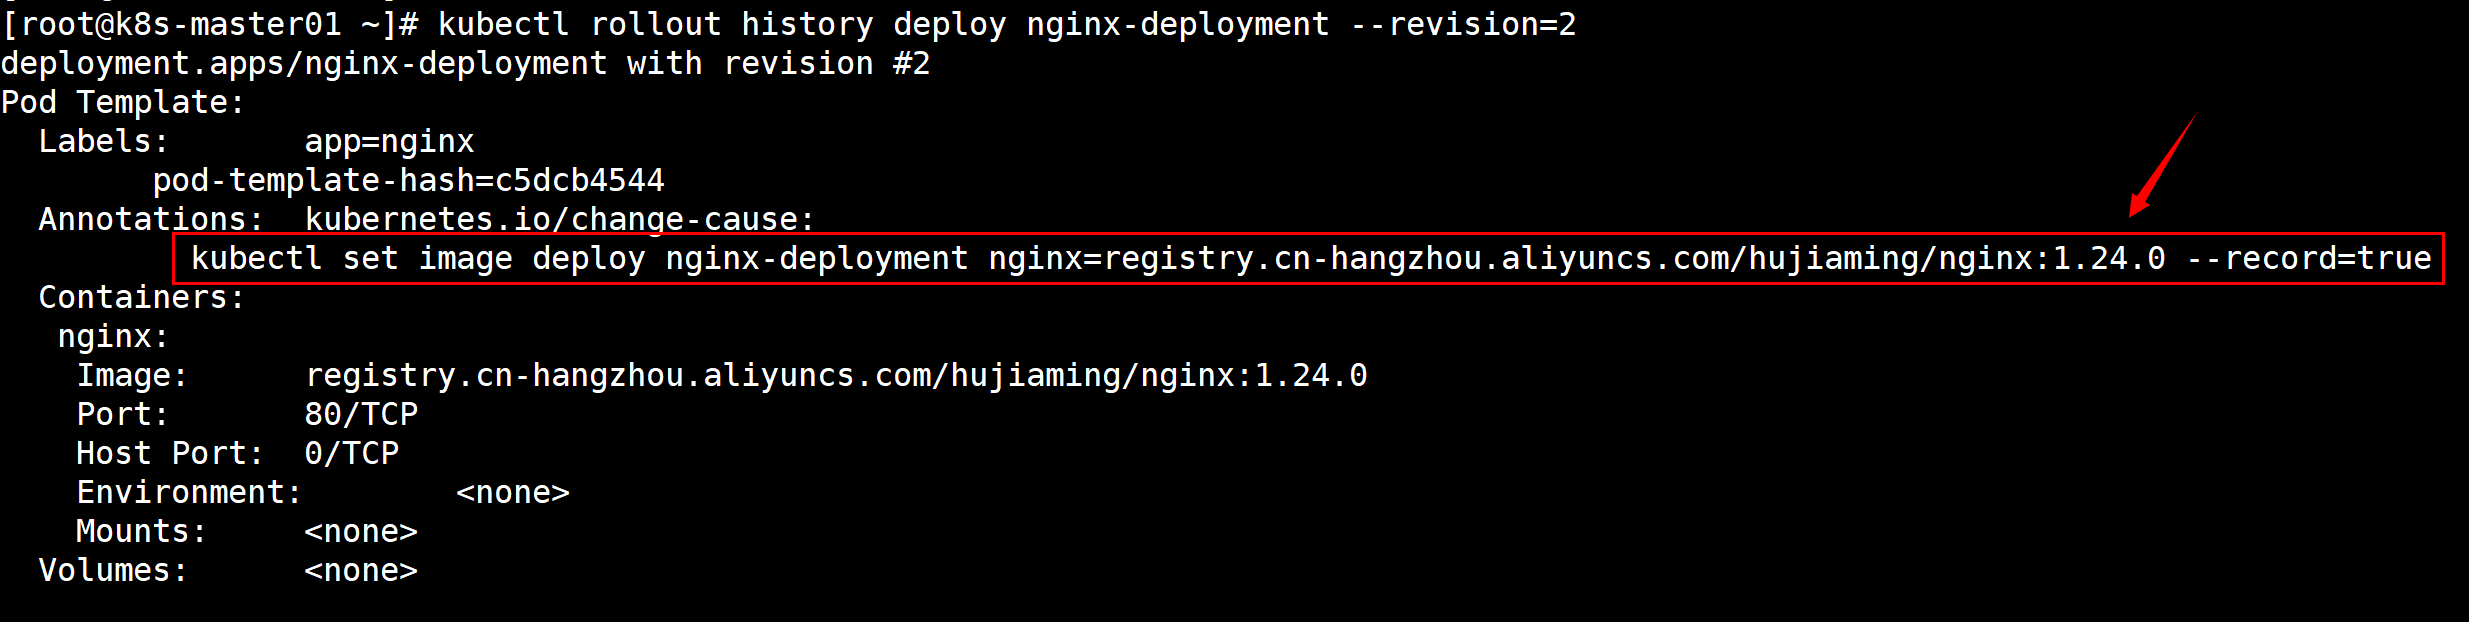 [root@k8s-master01 ~]# kubectl rollout history deploy nginx-deployment --revision=2
deployment.apps/nginx-deployment with revision #2
Pod Template:
  Labels:       app=nginx
        pod-template-hash=c5dcb4544
  Annotations:  kubernetes.io/change-cause:
          kubectl set image deploy nginx-deployment nginx=registry.cn-hangzhou.aliyuncs.com/hujiaming/nginx:1.24.0 --record=true
  Containers:
   nginx:
    Image:      registry.cn-hangzhou.aliyuncs.com/hujiaming/nginx:1.24.0
    Port:       80/TCP
    Host Port:  0/TCP
    Environment:        <none>
    Mounts:     <none>
  Volumes:      <none>